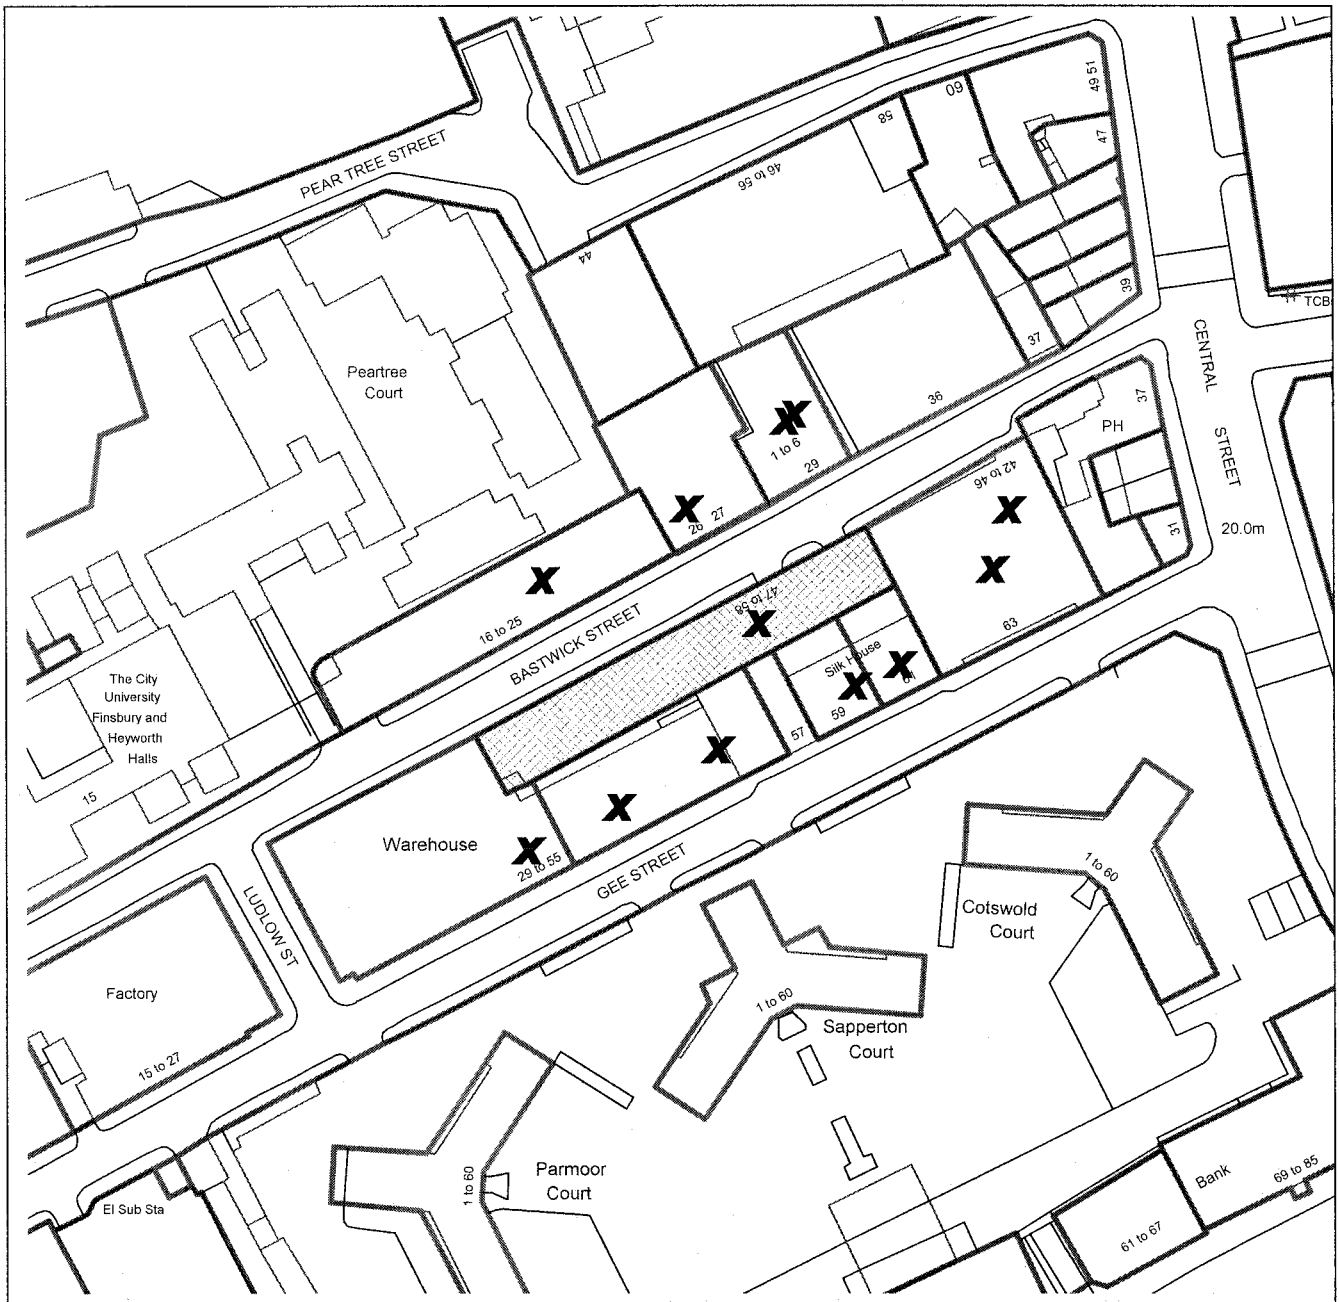 49 51
PEAR TREE STREET
58
60
47
46 to 56
44
39
TCB
37
Peartree
Court
CENTRAL
STREET
36
37
PH
1 to 6
29
42 to 46
26 27
31
20.0m
47 to 58
16 to 25
BASTWICK STREET
63
Silk House
The City
University
Finsbury and
Heyworth
Halls
59
57
15
Warehouse
29 to 55
GEE STREET
LUDLOW ST
1 to 60
Cotswold
Court
Factory
1 to 60
Sapperton
Court
15 to 27
Parmoor
Court
1 to 60
Bank
69 to 85
El Sub Sta
61 to 67
X
X
X
X
X
X
X
X
X
X
X
X